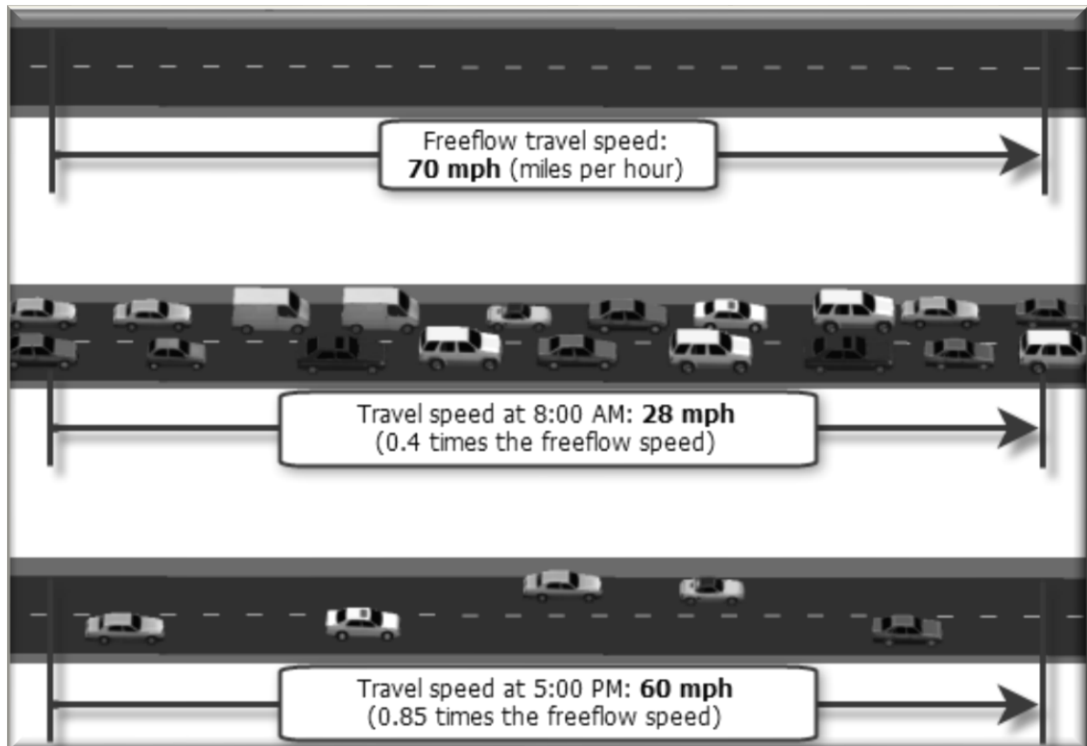 Freeflow travel speed:
70 mph (miles per hour)
Travel speed at 8:00 AM: 28 mph
(0.4 times the freeflow speed)
Travel speed at 5:00 PM: 60 mph
(0.85 times the freeflow speed)